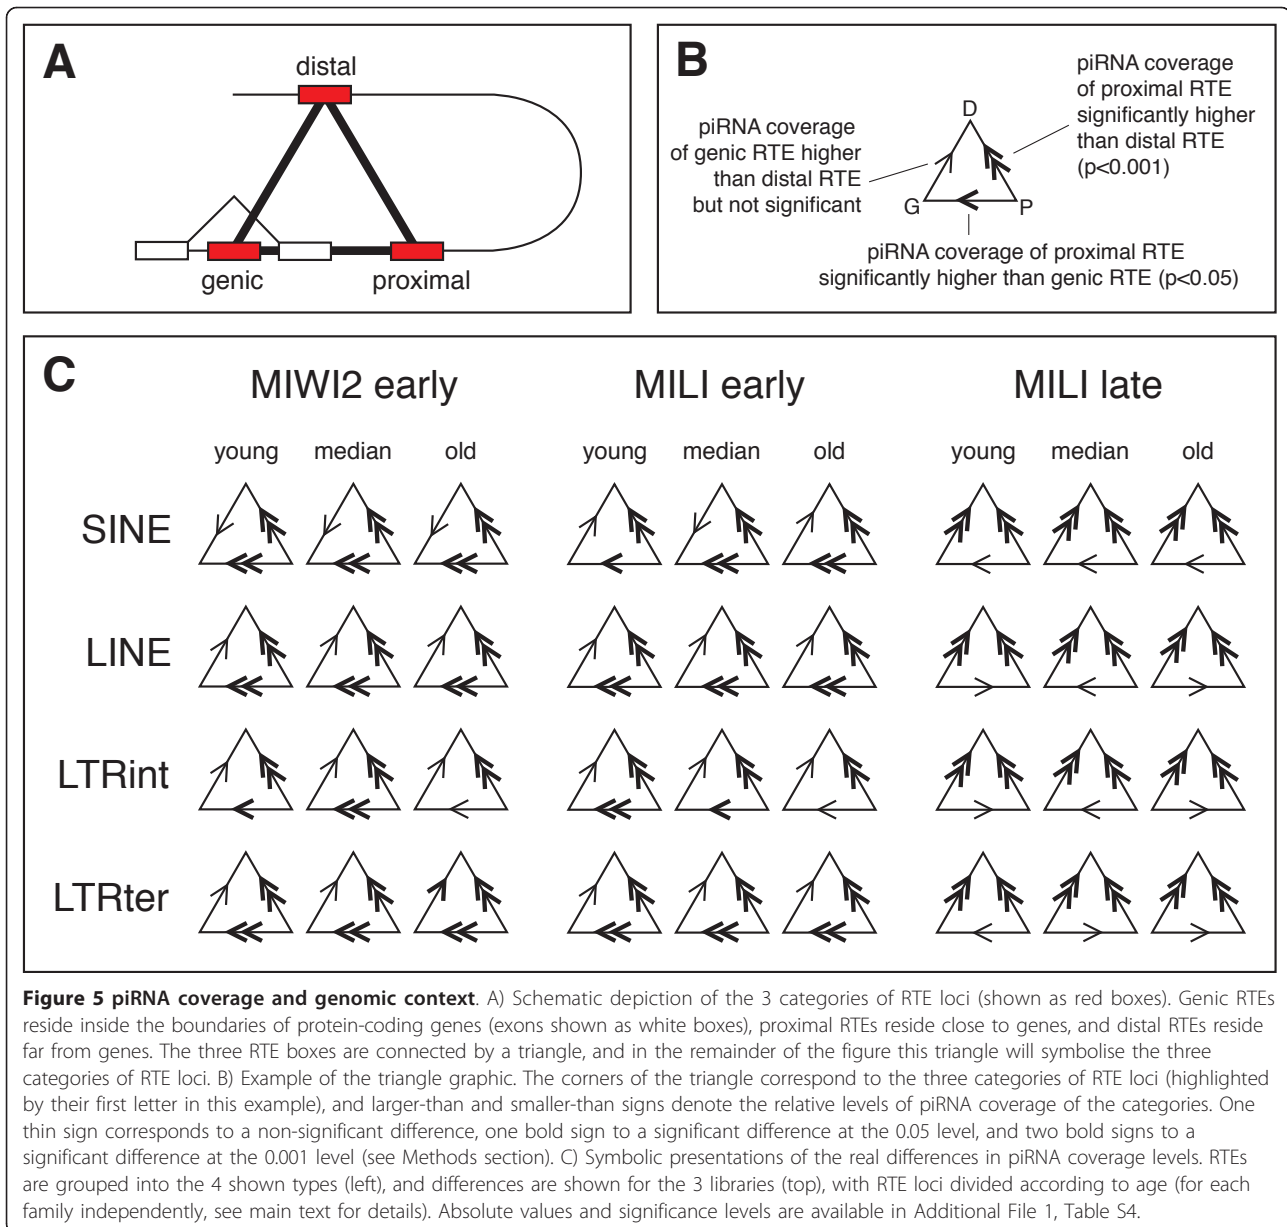 A
distal
genic
proximal
B
piRNA coverage
of genic RTE higher
than distal RTE
but not significant
D
G
P
piRNA coverage
of proximal RTE
significantly higher
than distal RTE
(p<0.001)
piRNA coverage of proximal RTE
significantly higher than genic RTE (p<0.05)
C
MIWI2 early
MILI early
MILI late
young median old
young median old
young median old
SINE
LINE
LTRint
LTRter
Figure 5 piRNA coverage and genomic context. A) Schematic depiction of the 3 categories of RTE loci (shown as red boxes). Genic RTEs
reside inside the boundaries of protein-coding genes (exons shown as white boxes), proximal RTEs reside close to genes, and distal RTEs reside
far from genes. The three RTE boxes are connected by a triangle, and in the remainder of the figure this triangle will symbolise the three
categories of RTE loci. B) Example of the triangle graphic. The corners of the triangle correspond to the three categories of RTE loci (highlighted
by their first letter in this example), and larger-than and smaller-than signs denote the relative levels of piRNA coverage of the categories. One
thin sign corresponds to a non-significant difference, one bold sign to a significant difference at the 0.05 level, and two bold signs to a
significant difference at the 0.001 level (see Methods section). C) Symbolic presentations of the real differences in piRNA coverage levels. RTEs
are grouped into the 4 shown types (left), and differences are shown for the 3 libraries (top), with RTE loci divided according to age (for each
family independently, see main text for details). Absolute values and significance levels are available in Additional File 1, Table S4.